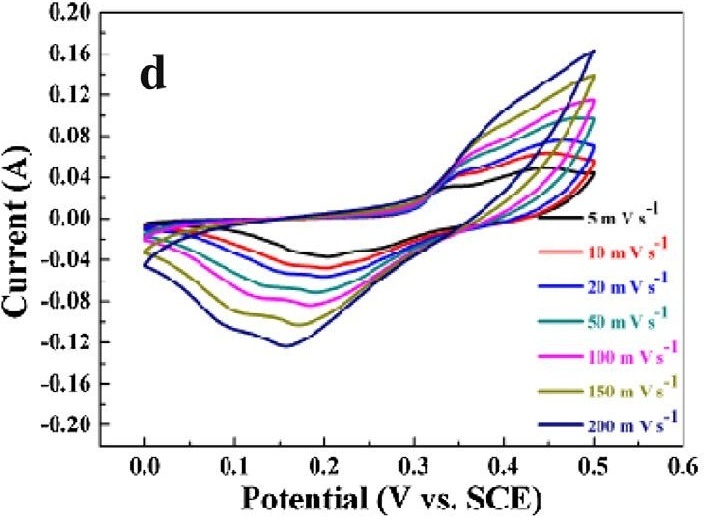 d
0.20
0.16
0.12
0.08
0.04
0.00
-0.04
-0.08
-0.12
-0.16
-0.20
Current (A)
5 m V s⁻¹
10 m V s⁻¹
20 m V s⁻¹
50 m V s⁻¹
100 m V s⁻¹
150 m V s⁻¹
200 m V s⁻¹
0.0 0.1 0.2 0.3 0.4 0.5 0.6
Potential (V vs. SCE)